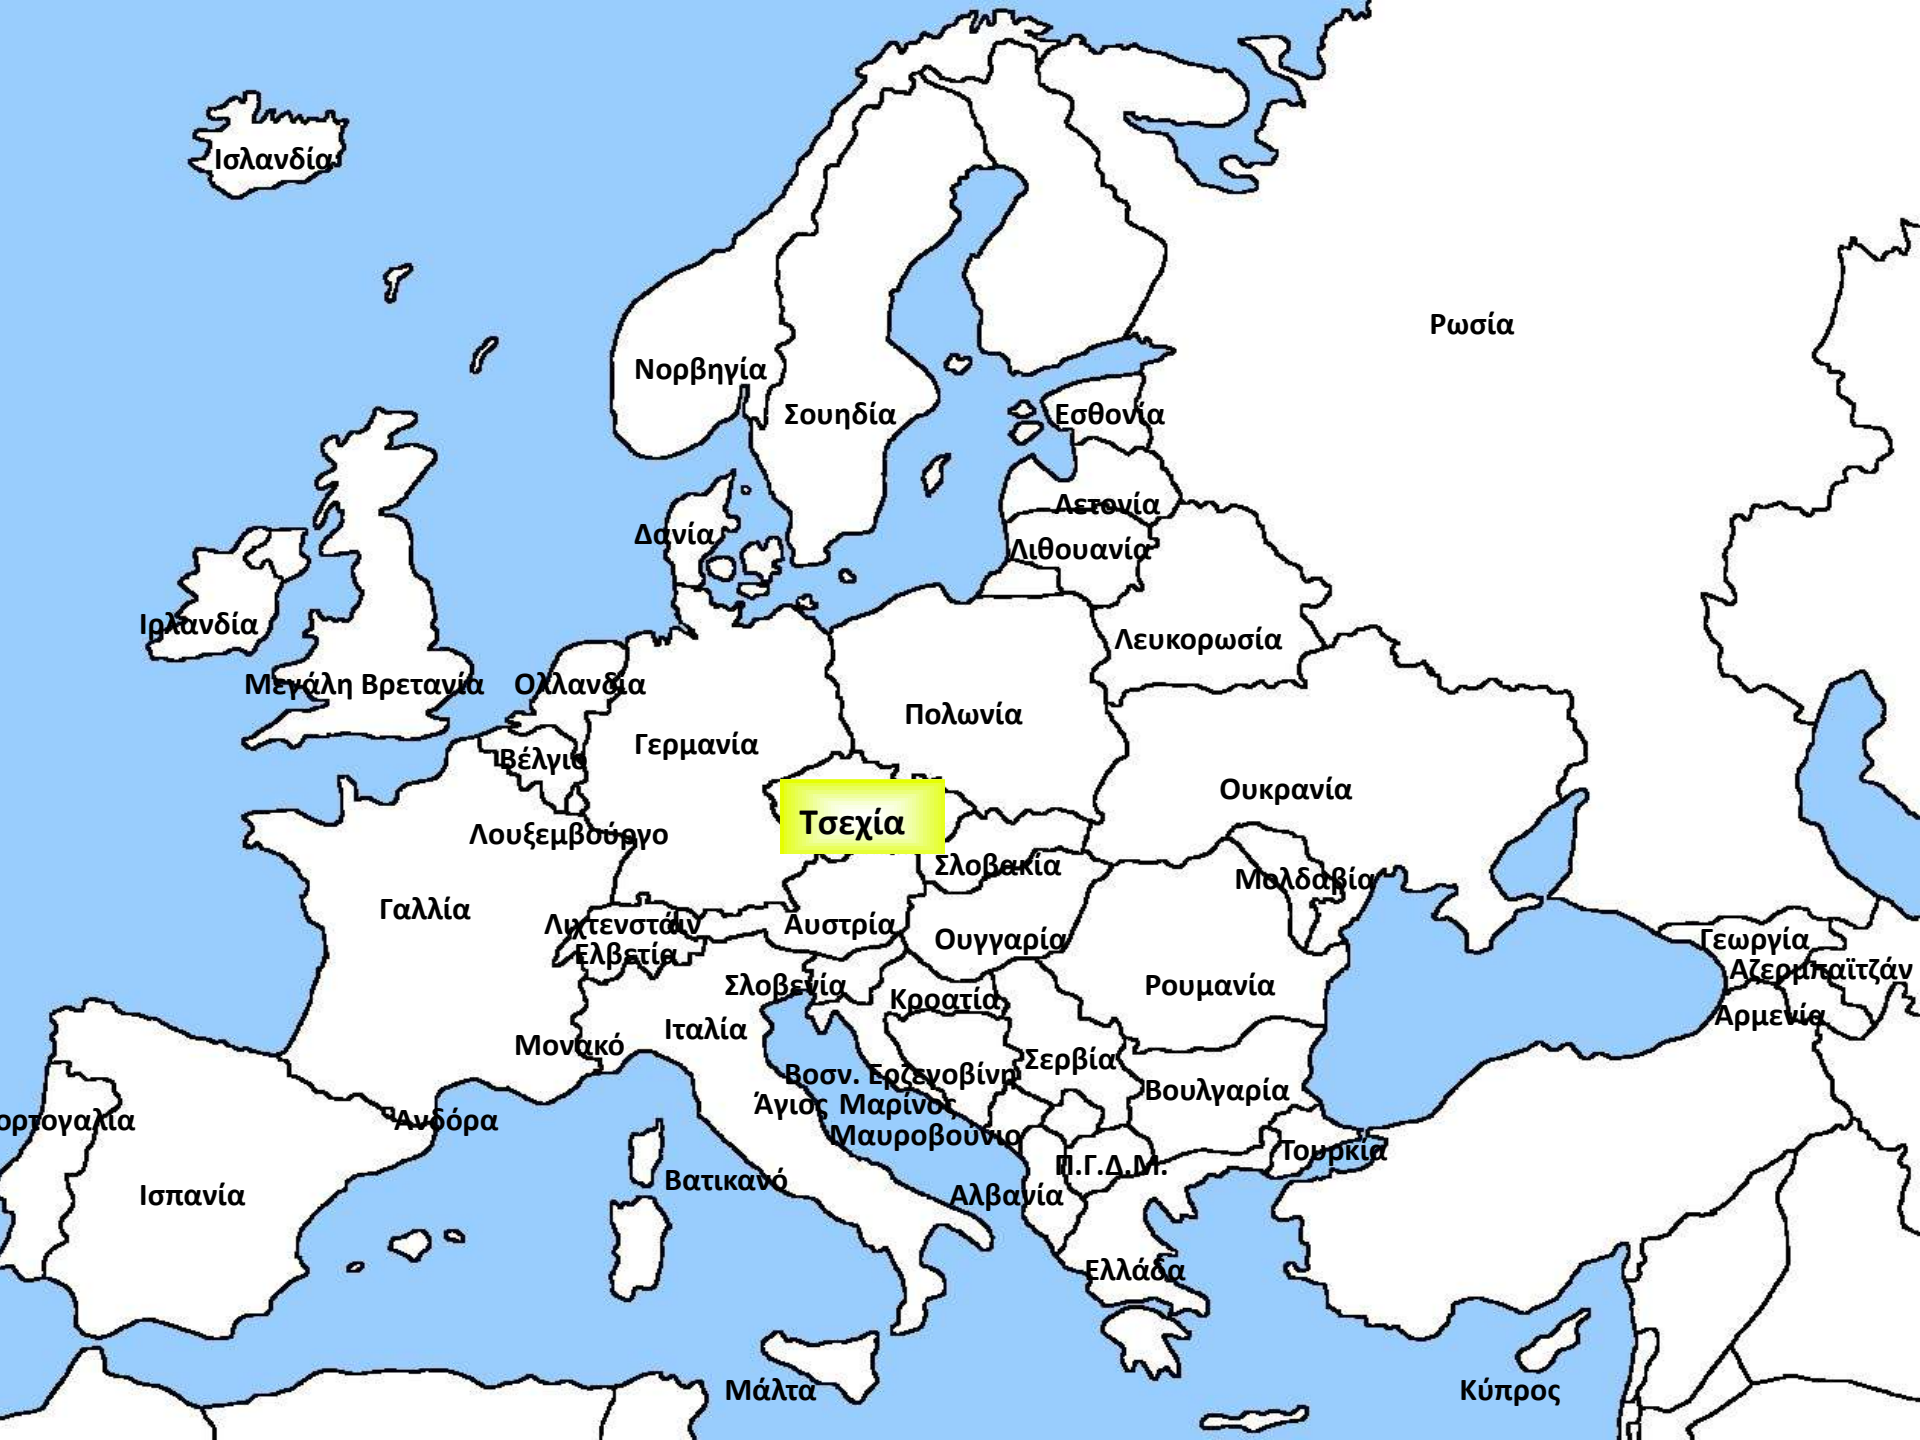 Ισλανδία
Ρωσία
Νορβηγία
Σουηδία
Εσθονία
Λετονία
Δανία
Λιθουανία
Ιρλανδία
Λευκορωσία
Μεγάλη Βρετανία
Ολλανδία
Πολωνία
Γερμανία
Βέλγιο
Ουκρανία
Τσεχία
Λουξεμβούργο
Σλοβακία
Μολδαβία
Γαλλία
Λιχτενστάιν
Αυστρία
Ουγγαρία
Γεωργία
Ελβετία
Αζερμπαϊτζάν
Σλοβενία
Κροατία
Ρουμανία
Αρμενία
Ιταλία
Μονακό
Σερβία
Βοσν. Ερζεγοβίνη
Βουλγαρία
Άγιος Μαρίνος
ορτογαλία
Ανδόρα
Μαυροβούνιο
Τουρκία
Π.Γ.Δ.Μ.
Βατικανό
Ισπανία
Αλβανία
Ελλάδα
Μάλτα
Κύπρος